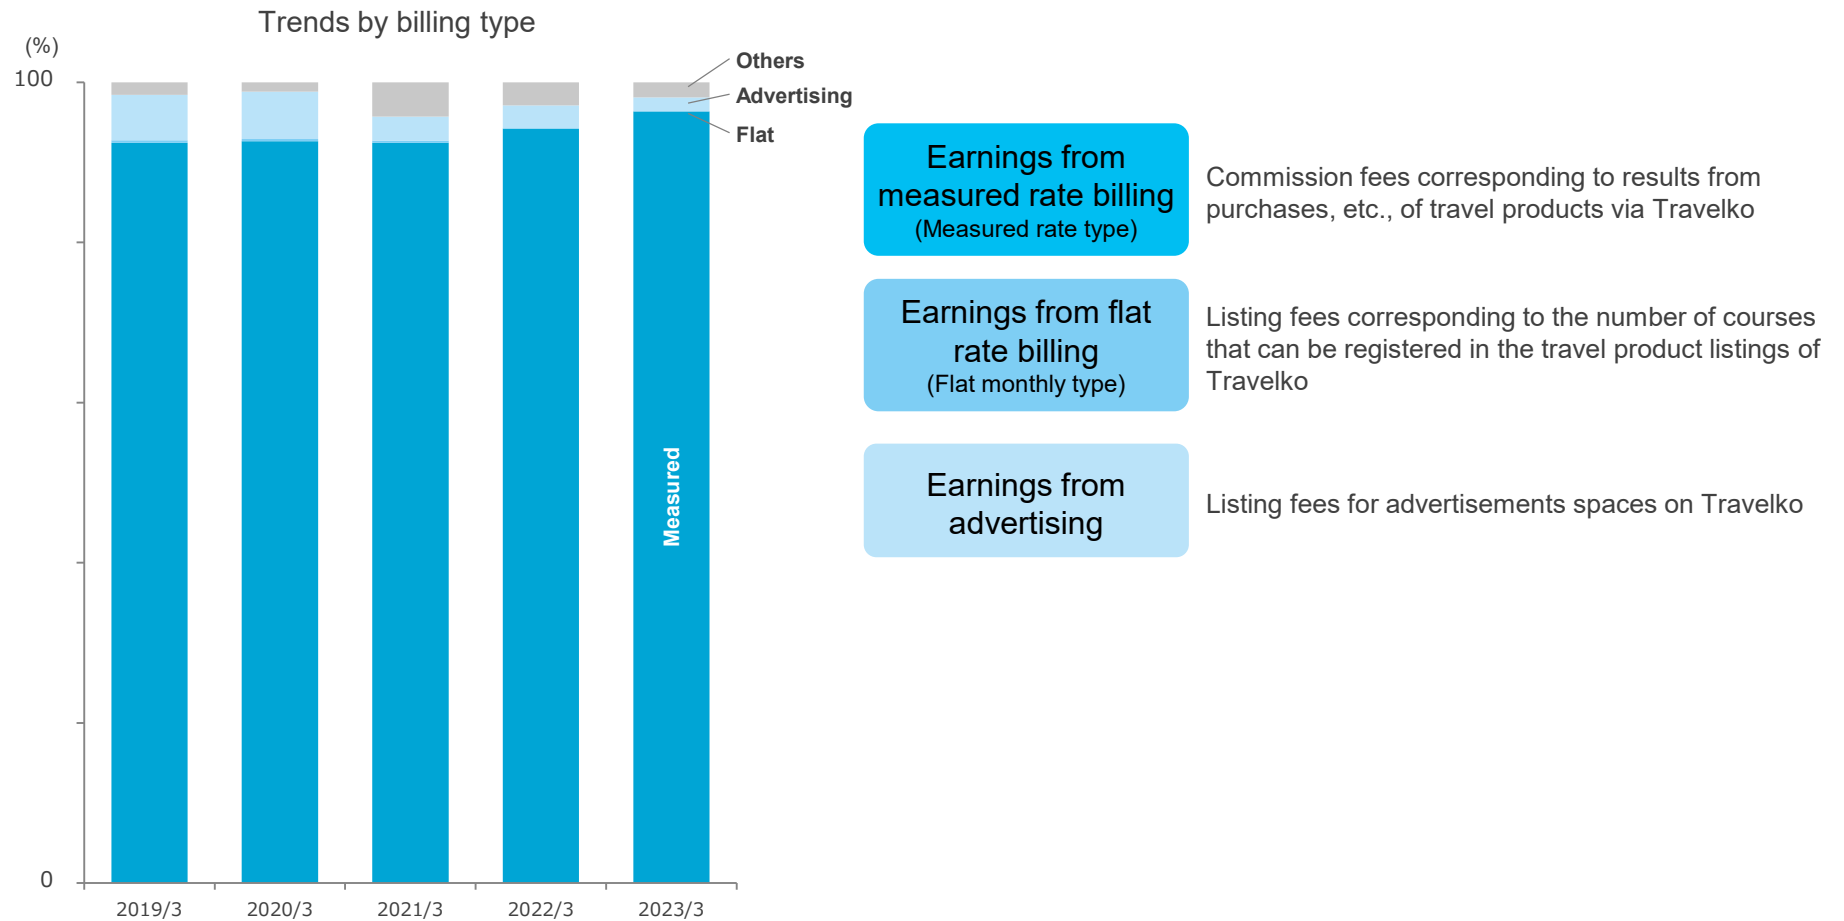 Trends by billing type
(%)
100
0
2019/3
2020/3
2021/3
2022/3
2023/3
Others
Advertising
Flat
Measured
Earnings from
measured rate billing
(Measured rate type)
Commission fees corresponding to results from
purchases, etc., of travel products via Travelko
Earnings from flat
rate billing
(Flat monthly type)
Listing fees corresponding to the number of courses
that can be registered in the travel product listings of
Travelko
Earnings from
advertising
Listing fees for advertisements spaces on Travelko